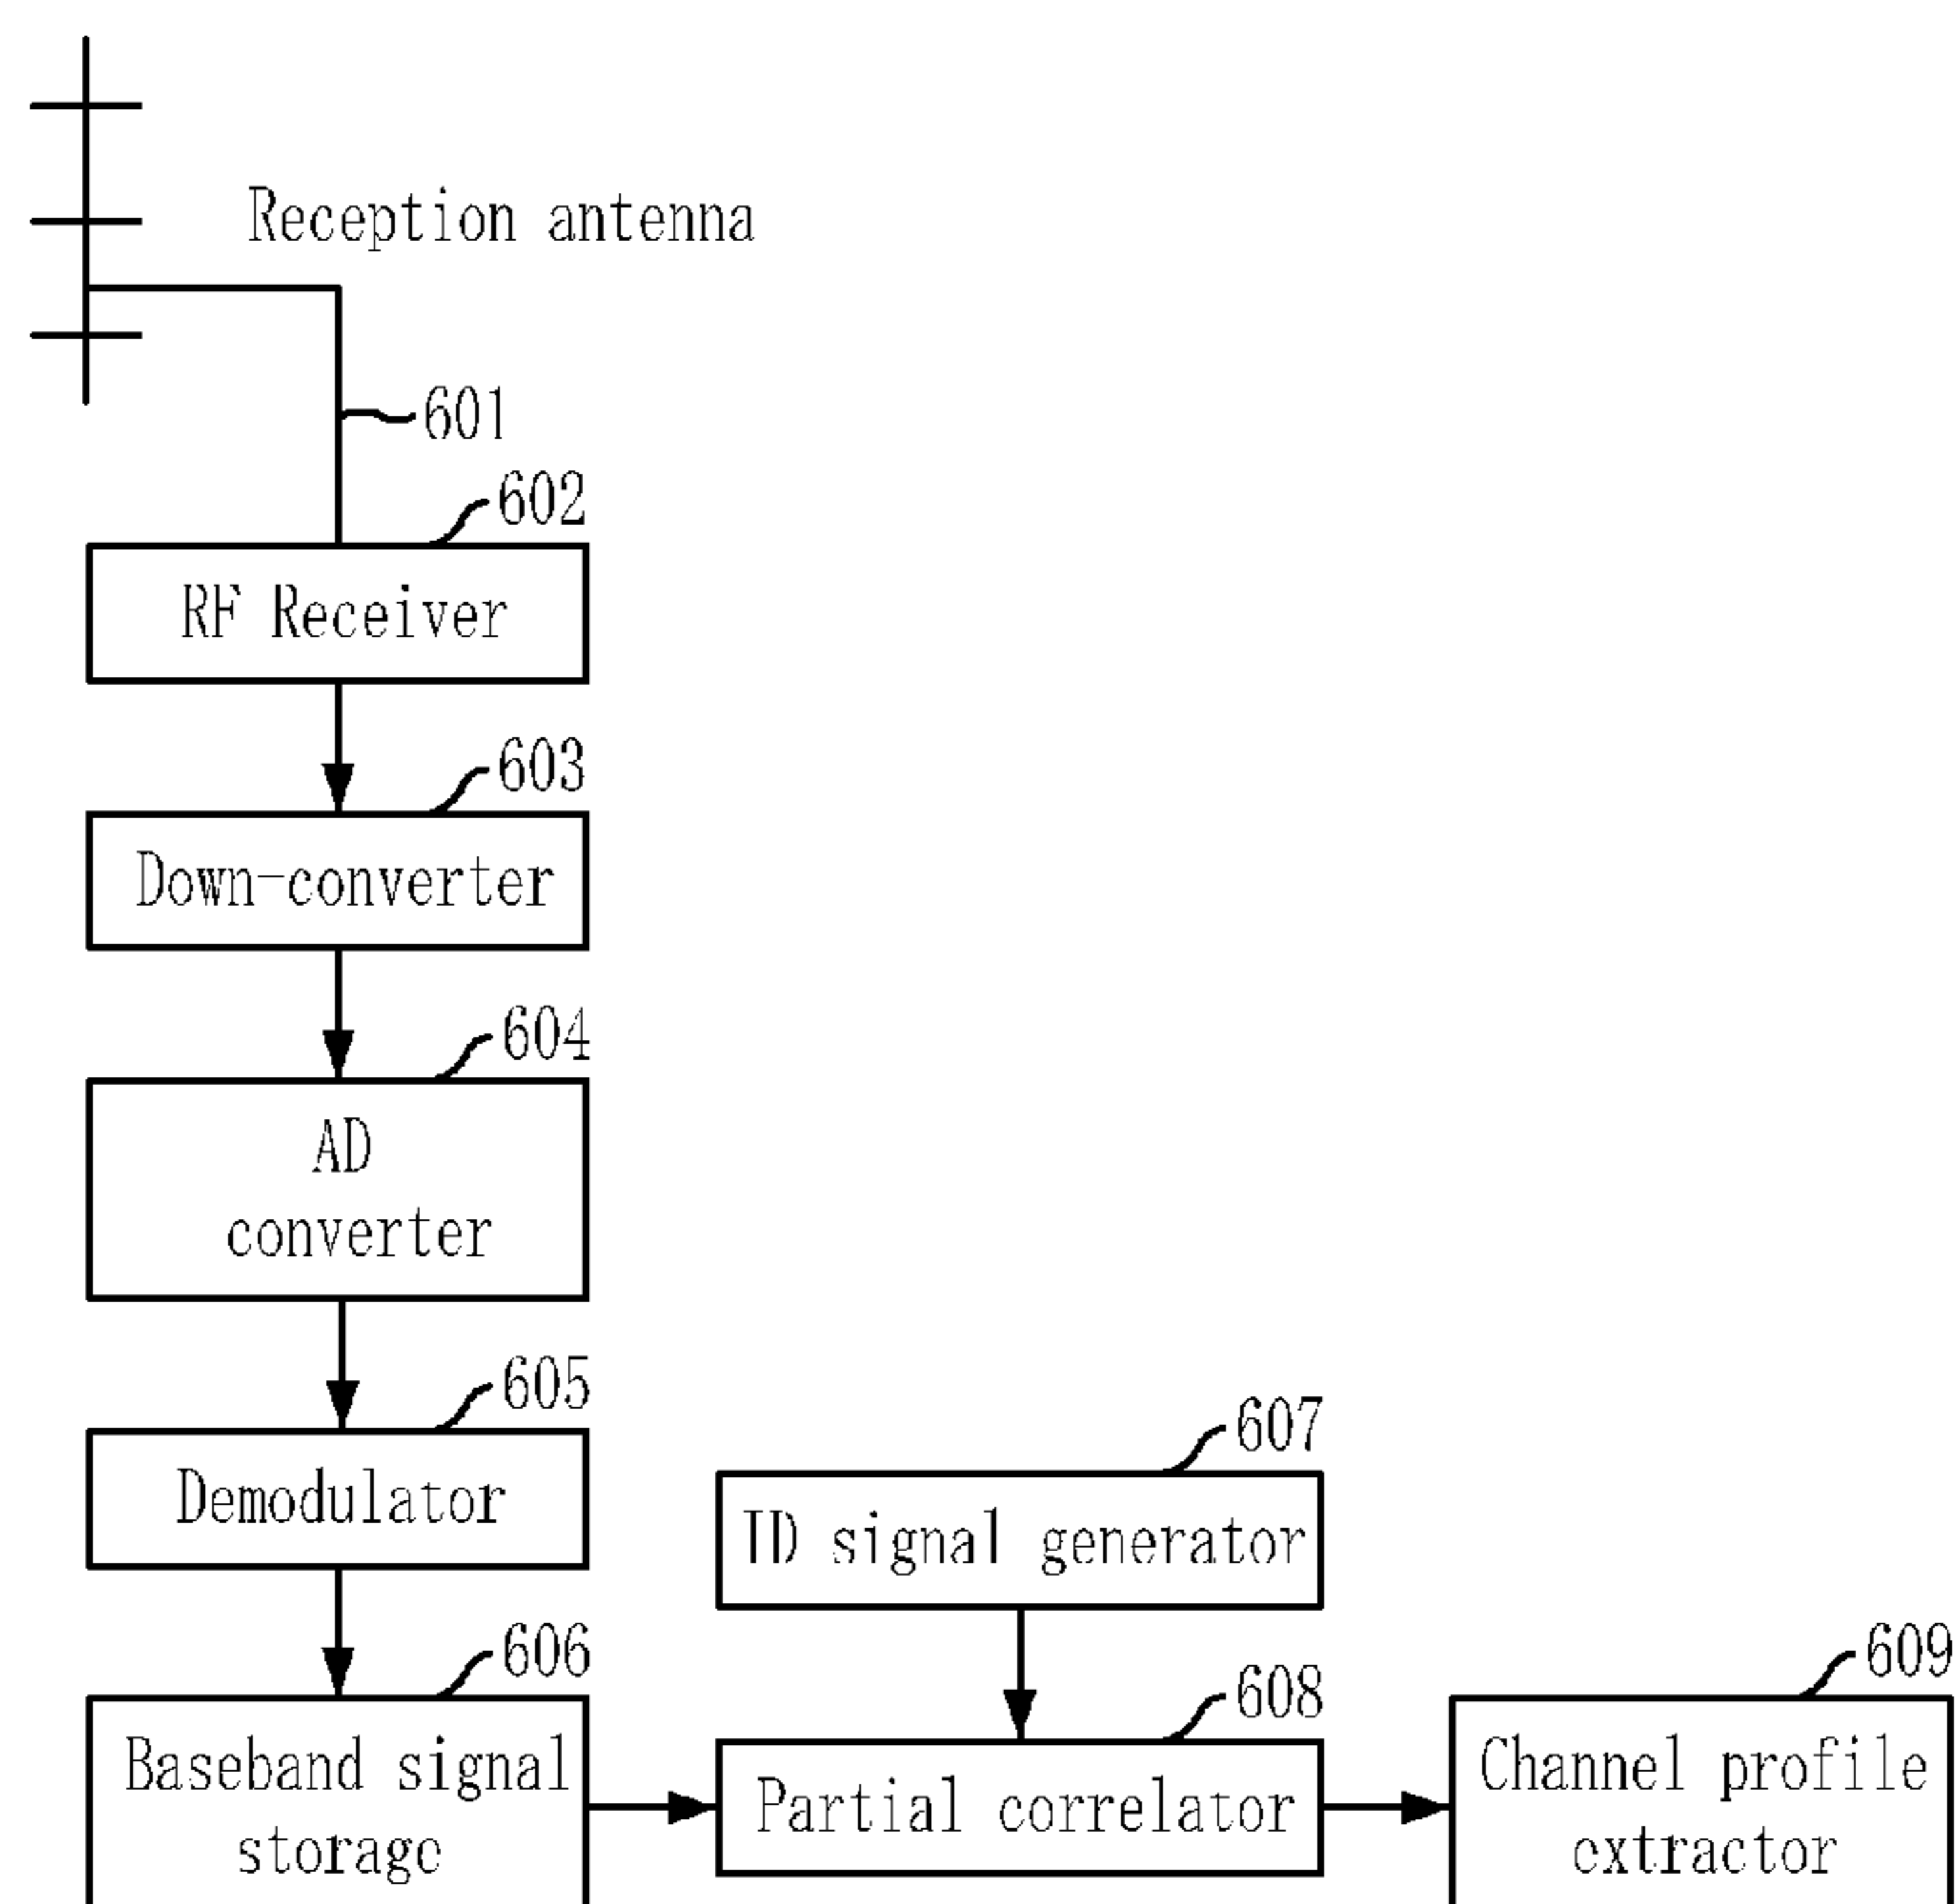 Reception antenna
601
602
RF Receiver
603
Down-converter
604
AD
converter
605
Demodulator
607
ID signal generator
606
Baseband signal
storage
608
Partial correlator
609
Channel profile
extractor